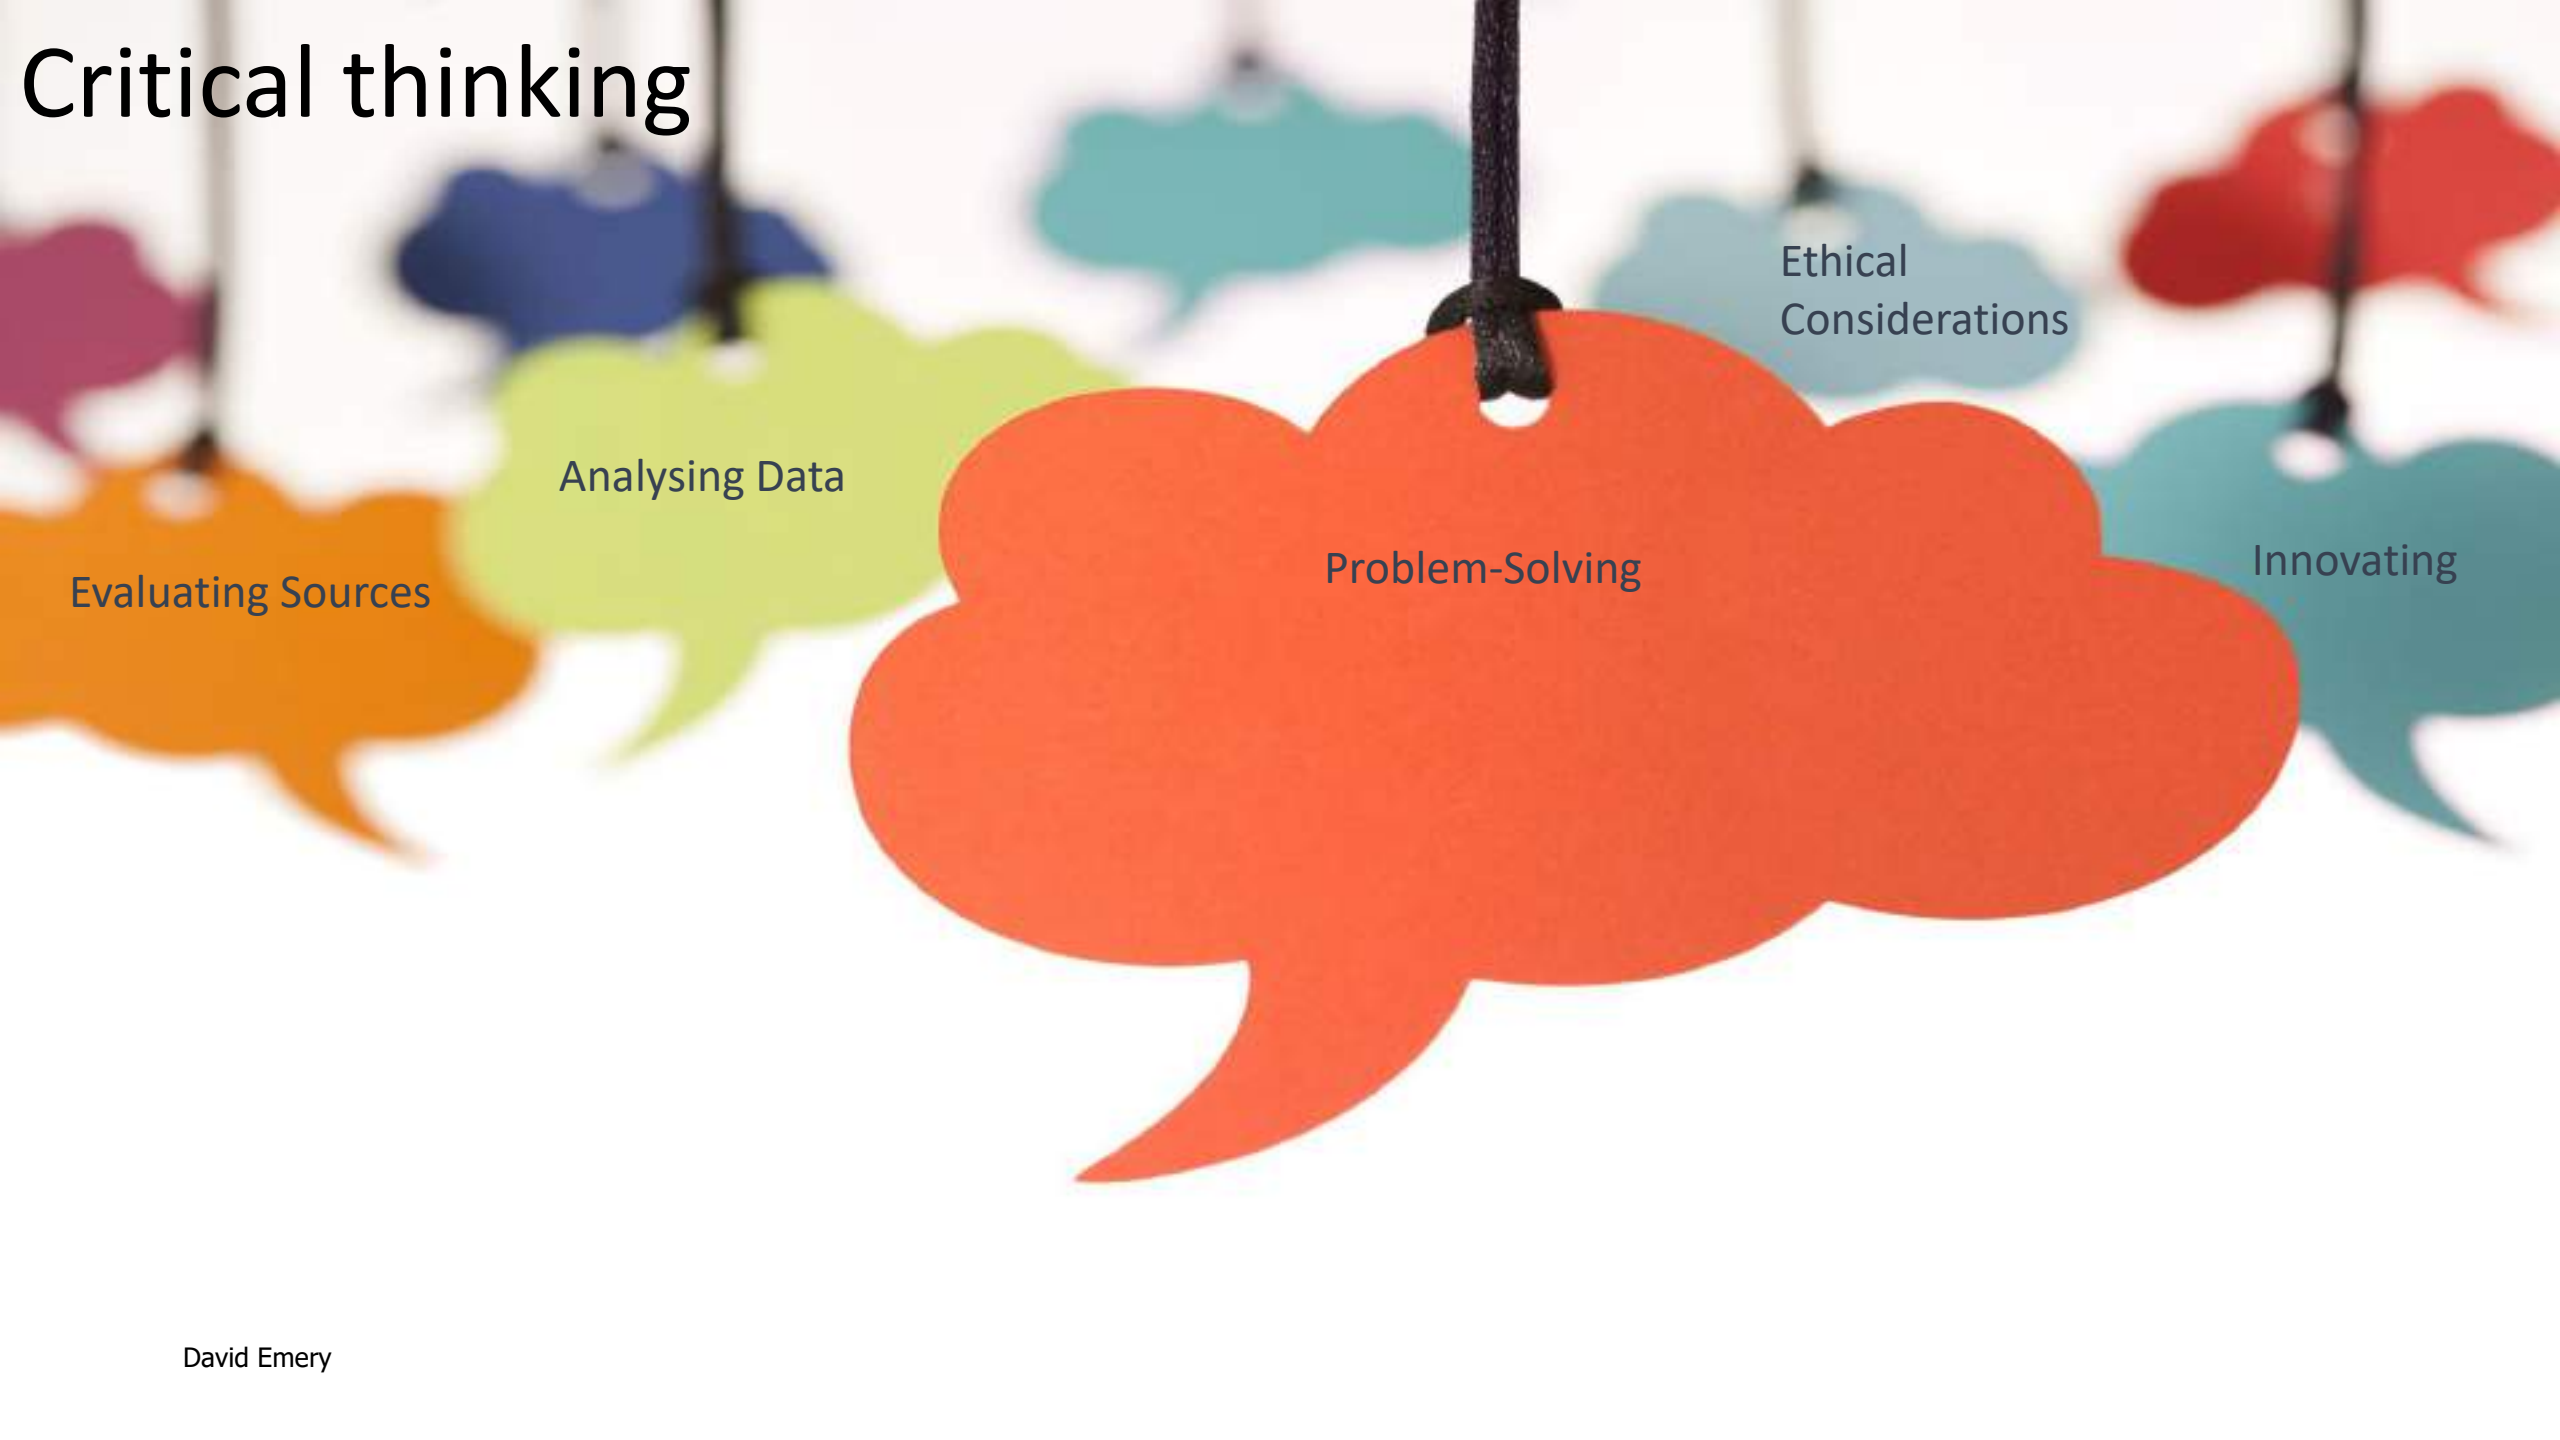 Critical thinking
Ethical
Considerations
Analysing Data
Problem-Solving
Innovating
Evaluating Sources
David Emery